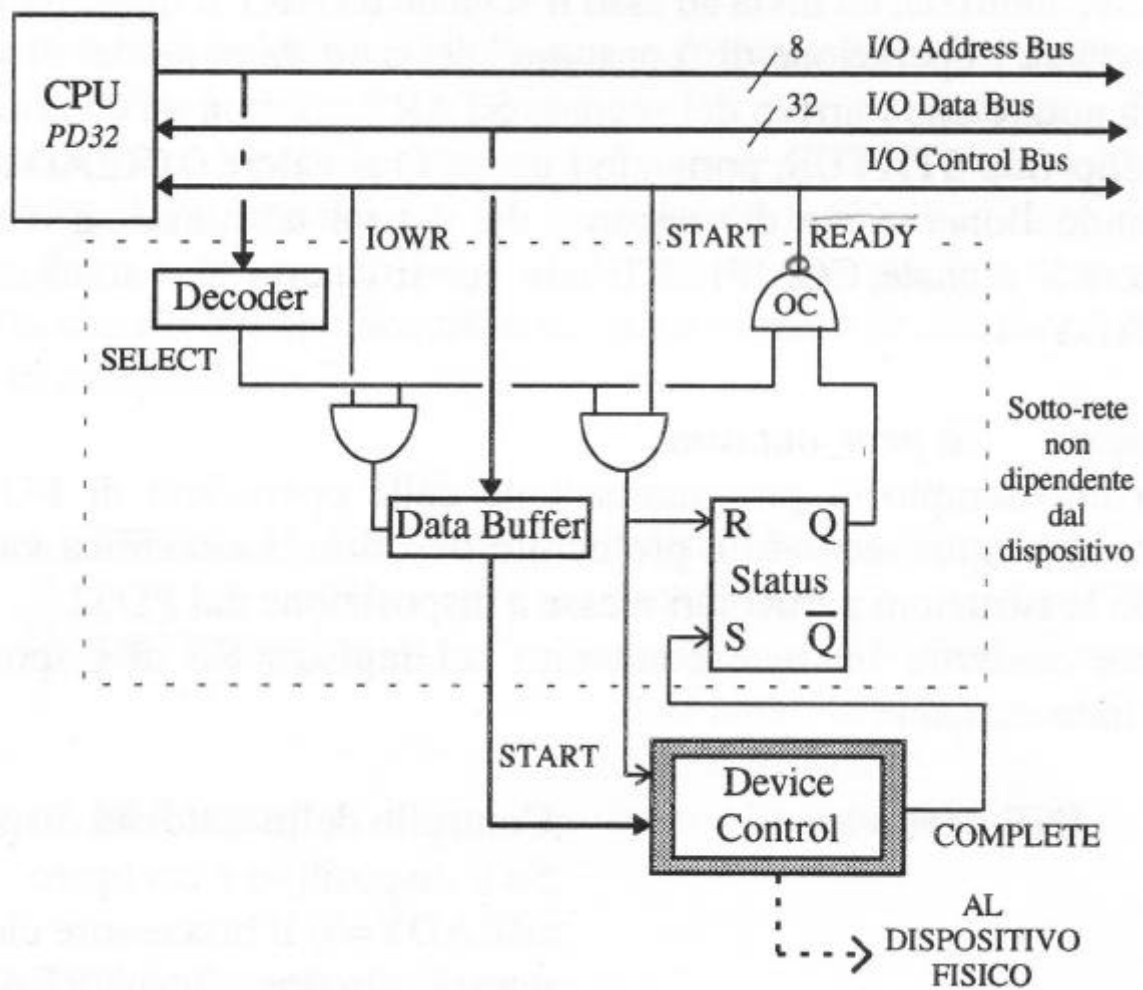 8 I/O Address Bus
CPU
PD32
32 I/O Data Bus
I/O Control Bus
IOWR
START
READY
OC
Decoder
SELECT
Data Buffer
R Q
Status
S Q
Sotto-rete
non
dipendente
dal
dispositivo
START
Device
Control
COMPLETE
AL
DISPOSITIVO
FISICO